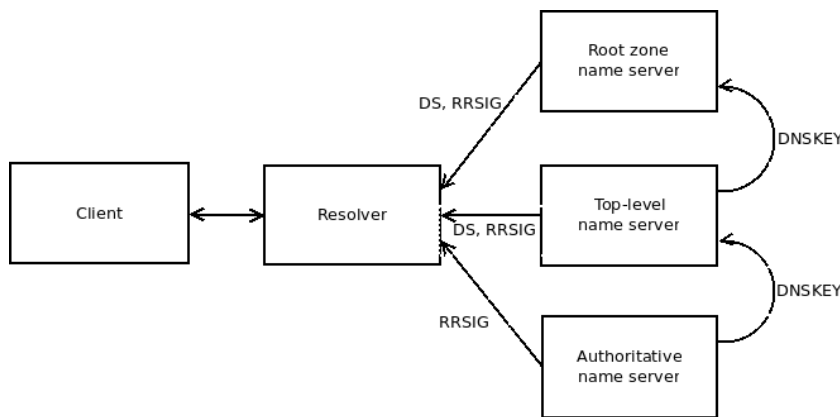 Root zone
name server
DS, RRSIG
DNSKEY
Client
Resolver
Top-level
name server
DS, RRSIG
DNSKEY
RRSIG
Authoritative
name server